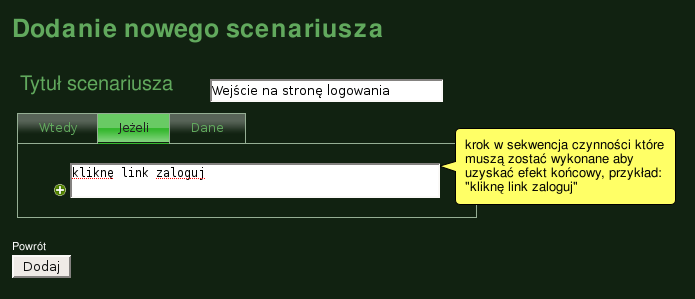 Dodanie nowego scenariusza
Tytuł scenariusza
Wejście na stronę logowania
Wtedy Jeżeli Dane
kliknę link zaloguj
krok w sekwencja czynności które
muszą zostać wykonane aby
uzyskać efekt końcowy, przykład:
"kliknę link zaloguj"
Powrót
Dodaj